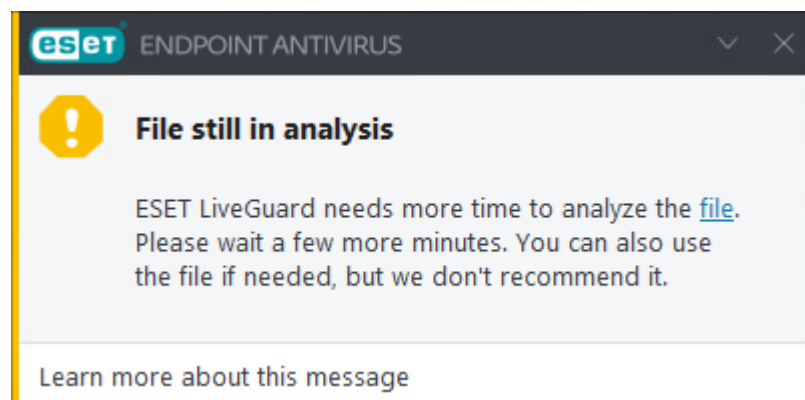 eset ENDPOINT ANTIVIRUS
File still in analysis
ESET LiveGuard needs more time to analyze the file.
Please wait a few more minutes. You can also use
the file if needed, but we don't recommend it.
Learn more about this message